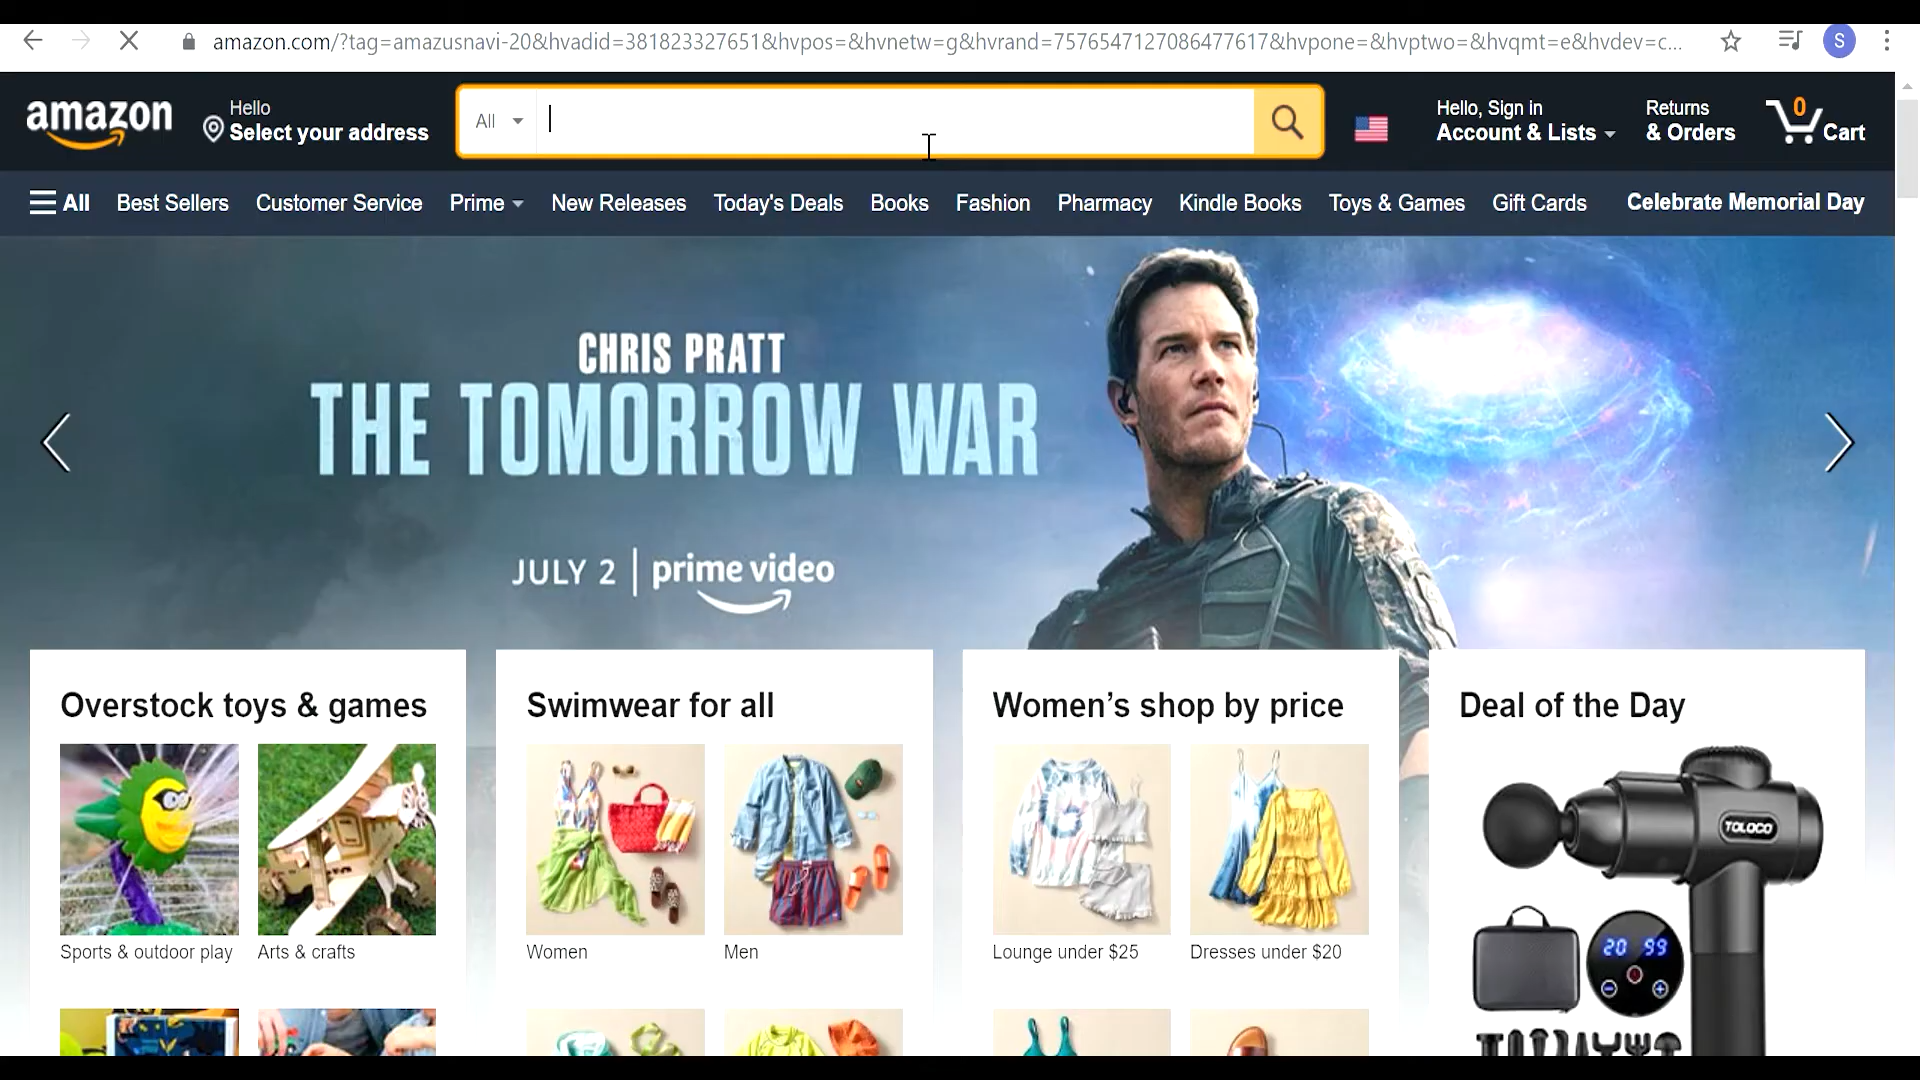 amazon.com/?tag=amazusnavi-20&hvadid=381823327651&hvpos=&hvnetw=g&hvrand=7576547127086477617&hvpone=&hvptwo=&hvqmt=e&hvdev=c...
S
amazon
Hello
Select your address
All
Hello, Sign in
Account & Lists
Returns
& Orders
0
Cart
All Best Sellers Customer Service Prime New Releases Today's Deals Books Fashion Pharmacy Kindle Books Toys & Games Gift Cards Celebrate Memorial Day
CHRIS PRATT
THE TOMORROW WAR
JULY 2 | prime video
Overstock toys & games
Sports & outdoor play
Arts & crafts
Swimwear for all
Women
Men
Women’s shop by price
Lounge under $25
Dresses under $20
Deal of the Day
TOLOCO
20 99